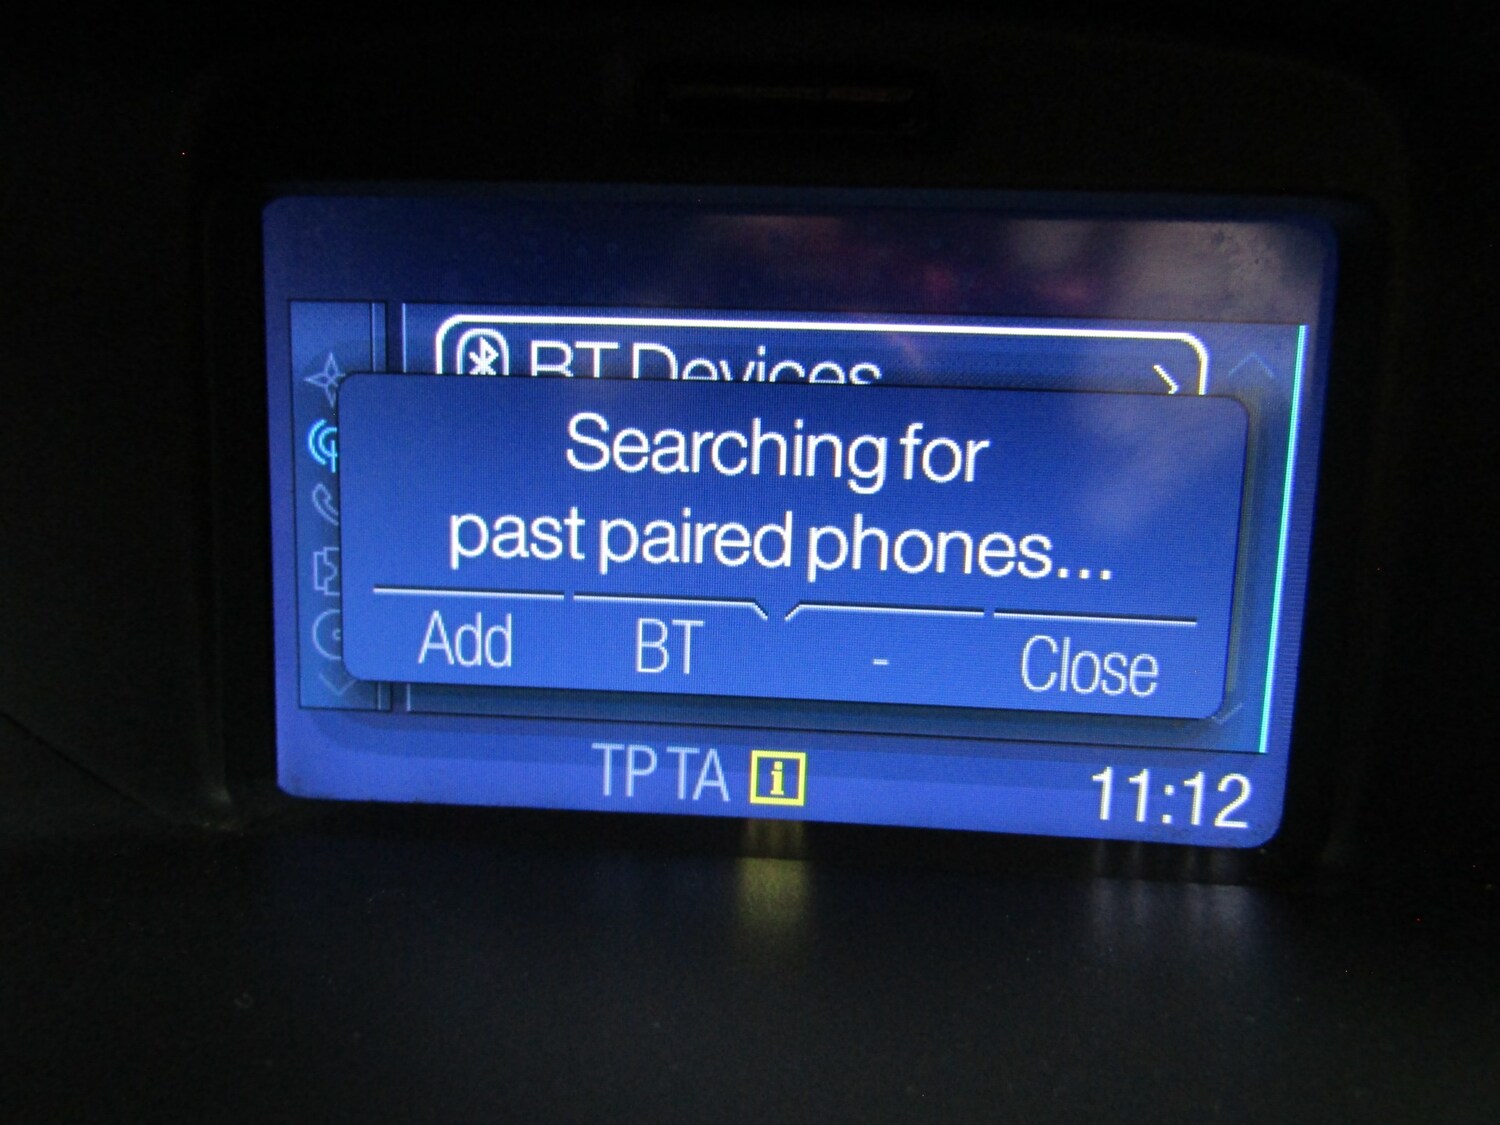 BT Devices
Searching for
past paired phones...
Add BT - Close
TP TA i 11:12